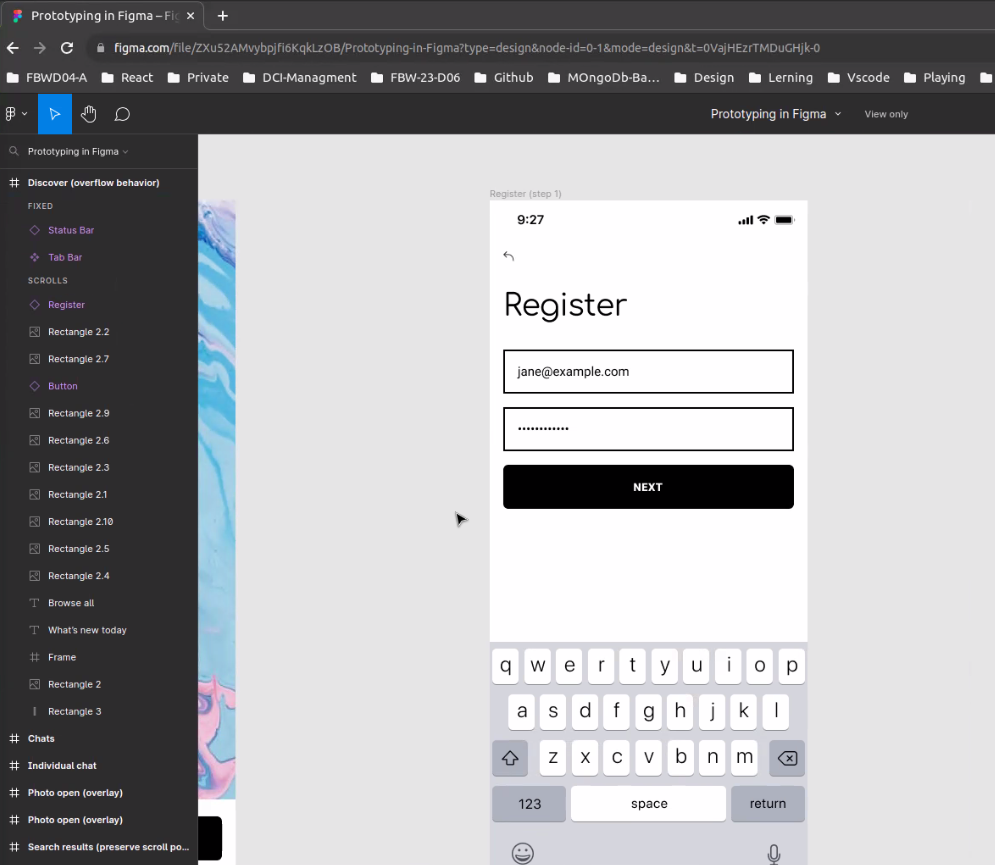 Prototyping in Figma – Fig
figma.com/file/ZXu52AMvybpjfi6KqkLzOB/Prototyping-in-Figma?type=design&node-id=0-1&mode=design&t=0VajHEzrTMDuGHjk-0
FBWD04-A React Private DCI-Managment FBW-23-D06 Github MOngoDb-Ba... Design Lerning Vscode Playing
Prototyping in Figma View only
Prototyping in Figma
Discover (overflow behavior)
FIXED
Status Bar
Tab Bar
SCROLLS
Register
Rectangle 2.2
Rectangle 2.7
Button
Rectangle 2.9
Rectangle 2.6
Rectangle 2.3
Rectangle 2.1
Rectangle 2.10
Rectangle 2.5
Rectangle 2.4
Browse all
What's new today
Frame
Rectangle 2
Rectangle 3
Chats
Individual chat
Photo open (overlay)
Photo open (overlay)
Search results (preserve scroll po...
Register (step 1)
9:27
Register
jane@example.com
••••••••••••
NEXT
q w e r t y u i o p
a s d f g h j k l
z x c v b n m
123 space return